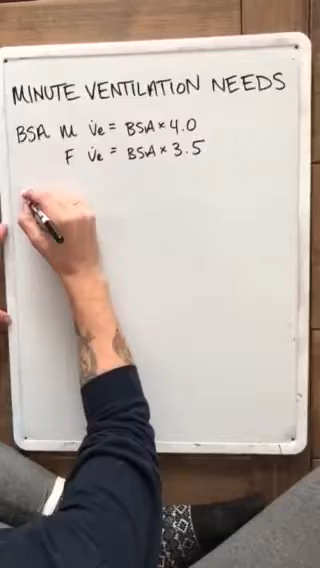 MINUTE VENTILATION NEEDS
BSA M V̇e = BSA × 4.0
F V̇e = BSA × 3.5